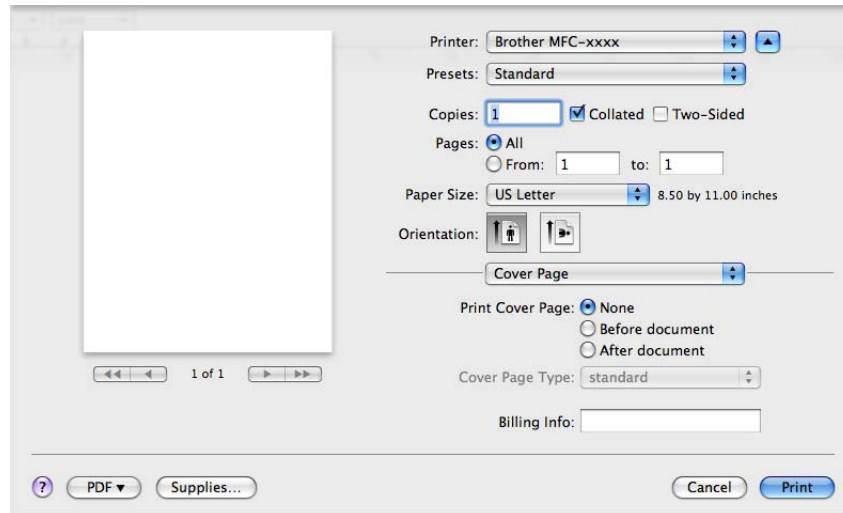 Printer: Brother MFC-xxxx
Presets: Standard
Copies: 1 Collated Two-Sided
Pages: All
From: 1 to: 1
Paper Size: US Letter 8.50 by 11.00 inches
Orientation:
Cover Page
Print Cover Page: None
Before document
After document
1 of 1
Cover Page Type: standard
Billing Info:
? PDF Supplies... Cancel Print